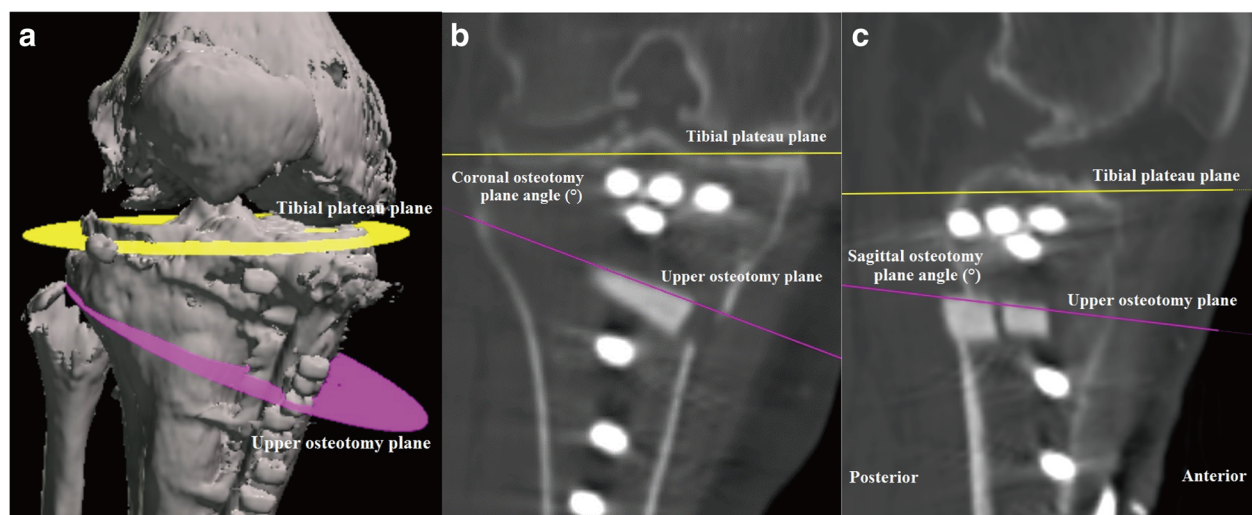 a
Tibial plateau plane
Upper osteotomy plane
b
Tibial plateau plane
Coronal osteotomy
plane angle (°)
Upper osteotomy plane
c
Tibial plateau plane
Sagittal osteotomy
plane angle (°)
Upper osteotomy plane
Posterior
Anterior